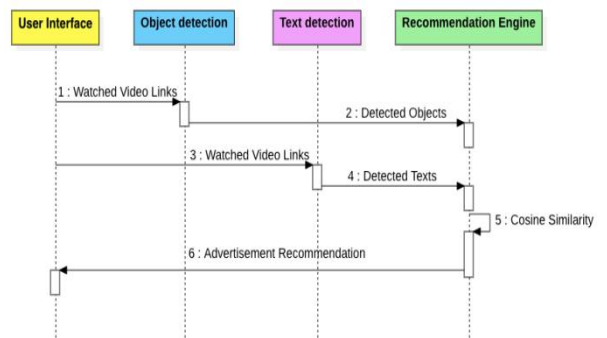 User Interface
Object detection
Text detection
Recommendation Engine
1 : Watched Video Links
2 : Detected Objects
3 : Watched Video Links
4 : Detected Texts
5 : Cosine Similarity
6 : Advertisement Recommendation